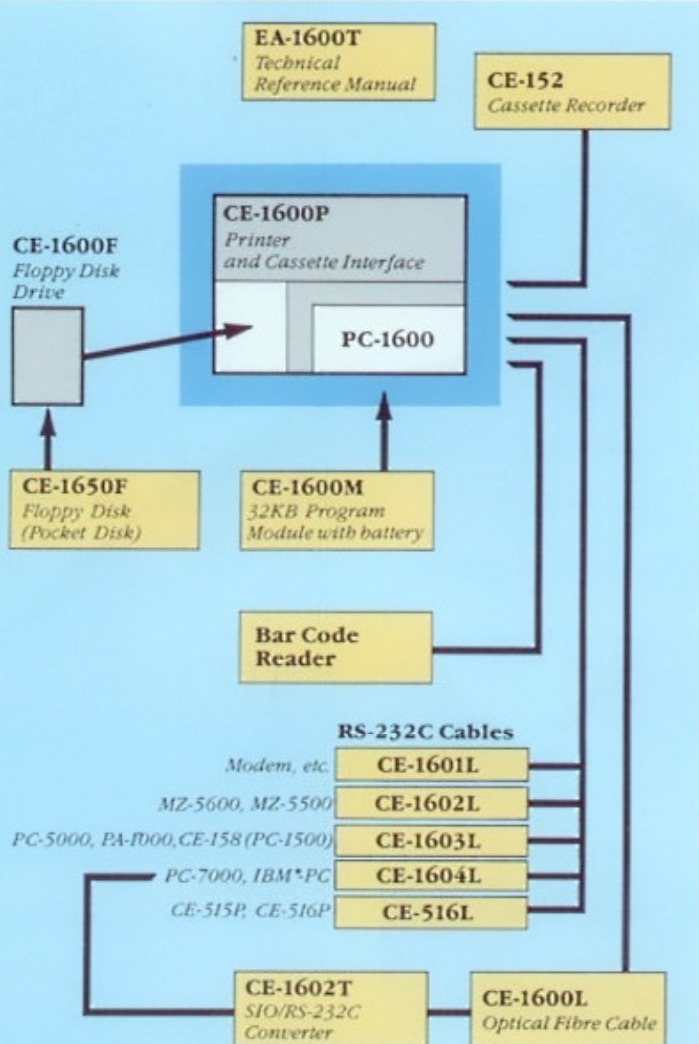 EA-1600T
Technical
Reference Manual
CE-152
Cassette Recorder
CE-1600P
Printer
and Cassette Interface
CE-1600F
Floppy Disk
Drive
PC-1600
CE-1650F
Floppy Disk
(Pocket Disk)
CE-1600M
32KB Program
Module with battery
Bar Code
Reader
RS-232C Cables
Modem, etc. CE-1601L
MZ-5600, MZ-5500 CE-1602L
PC-5000, PA-1000, CE-158 (PC-1500) CE-1603L
PC-7000, IBM*-PC CE-1604L
CE-515P, CE-516P CE-516L
CE-1602T
SIO/RS-232C
Converter
CE-1600L
Optical Fibre Cable